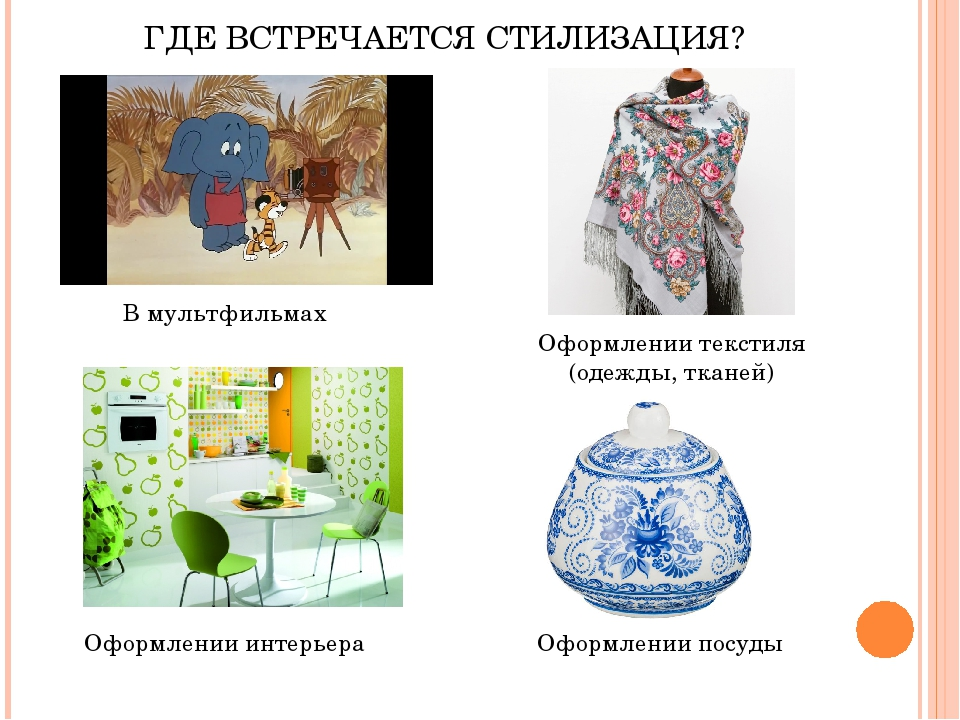 ГДЕ ВСТРЕЧАЕТСЯ СТИЛИЗАЦИЯ?
В мультфильмах
Оформлении текстиля
(одежды, тканей)
Оформлении интерьера
Оформлении посуды